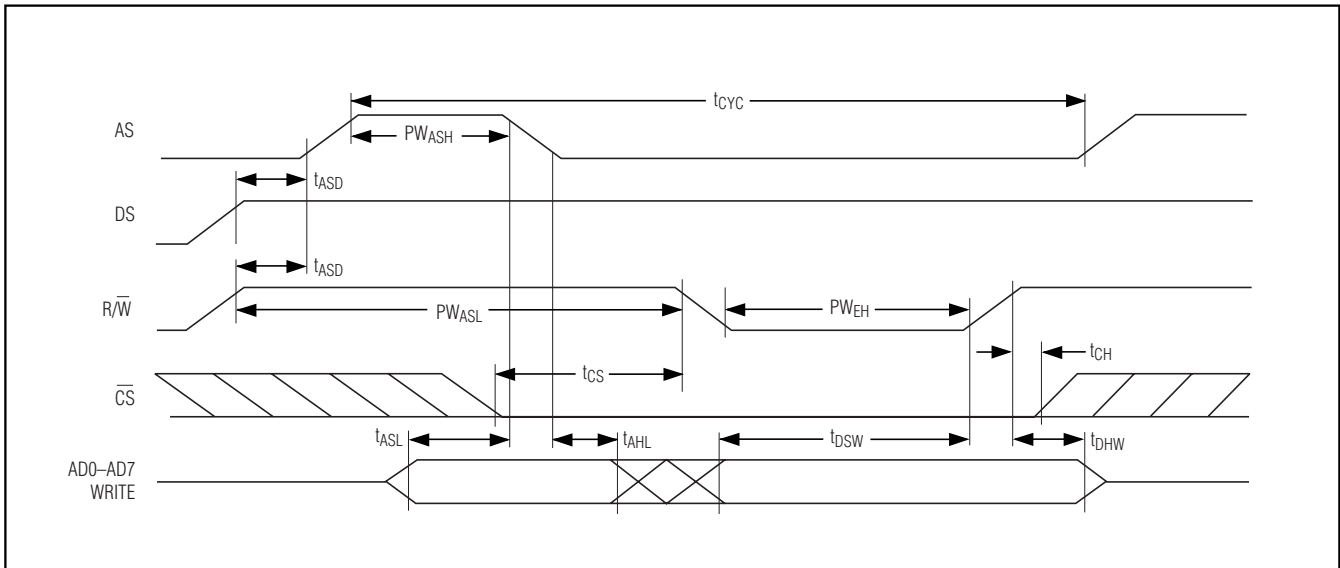 tCYC
AS
PWASH
tASD
DS
tASD
R/W̅
PWASL
PWEH
tCH
tCS
C̅S̅
tASL
tAHL
tDSW
tDHW
AD0–AD7
WRITE